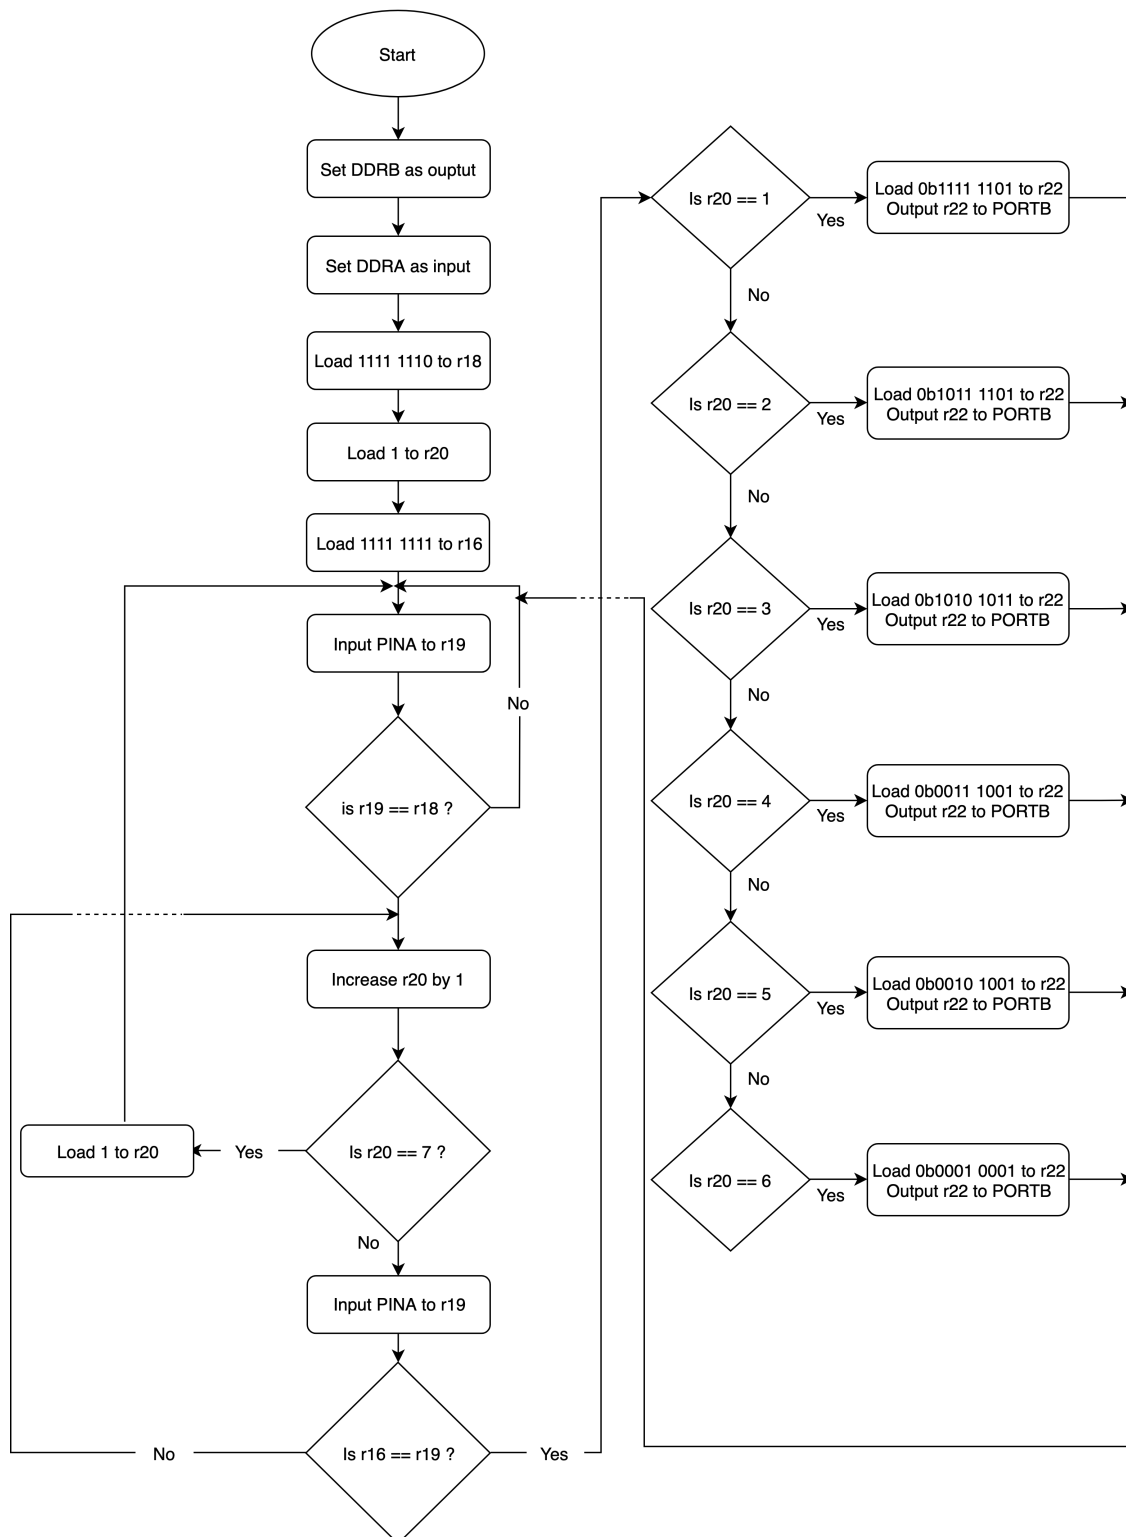 Start
Set DDRB as ouptut
Set DDRA as input
Load 1111 1110 to r18
Load 1 to r20
Load 1111 1111 to r16
Input PINA to r19
No
is r19 == r18 ?
Increase r20 by 1
Is r20 == 7 ?
Yes
Load 1 to r20
No
Input PINA to r19
Is r16 == r19 ?
No
Yes
Is r20 == 1
Yes
Load 0b1111 1101 to r22
Output r22 to PORTB
No
Is r20 == 2
Yes
Load 0b1011 1101 to r22
Output r22 to PORTB
No
Is r20 == 3
Yes
Load 0b1010 1011 to r22
Output r22 to PORTB
No
Is r20 == 4
Yes
Load 0b0011 1001 to r22
Output r22 to PORTB
No
Is r20 == 5
Yes
Load 0b0010 1001 to r22
Output r22 to PORTB
No
Is r20 == 6
Yes
Load 0b0001 0001 to r22
Output r22 to PORTB